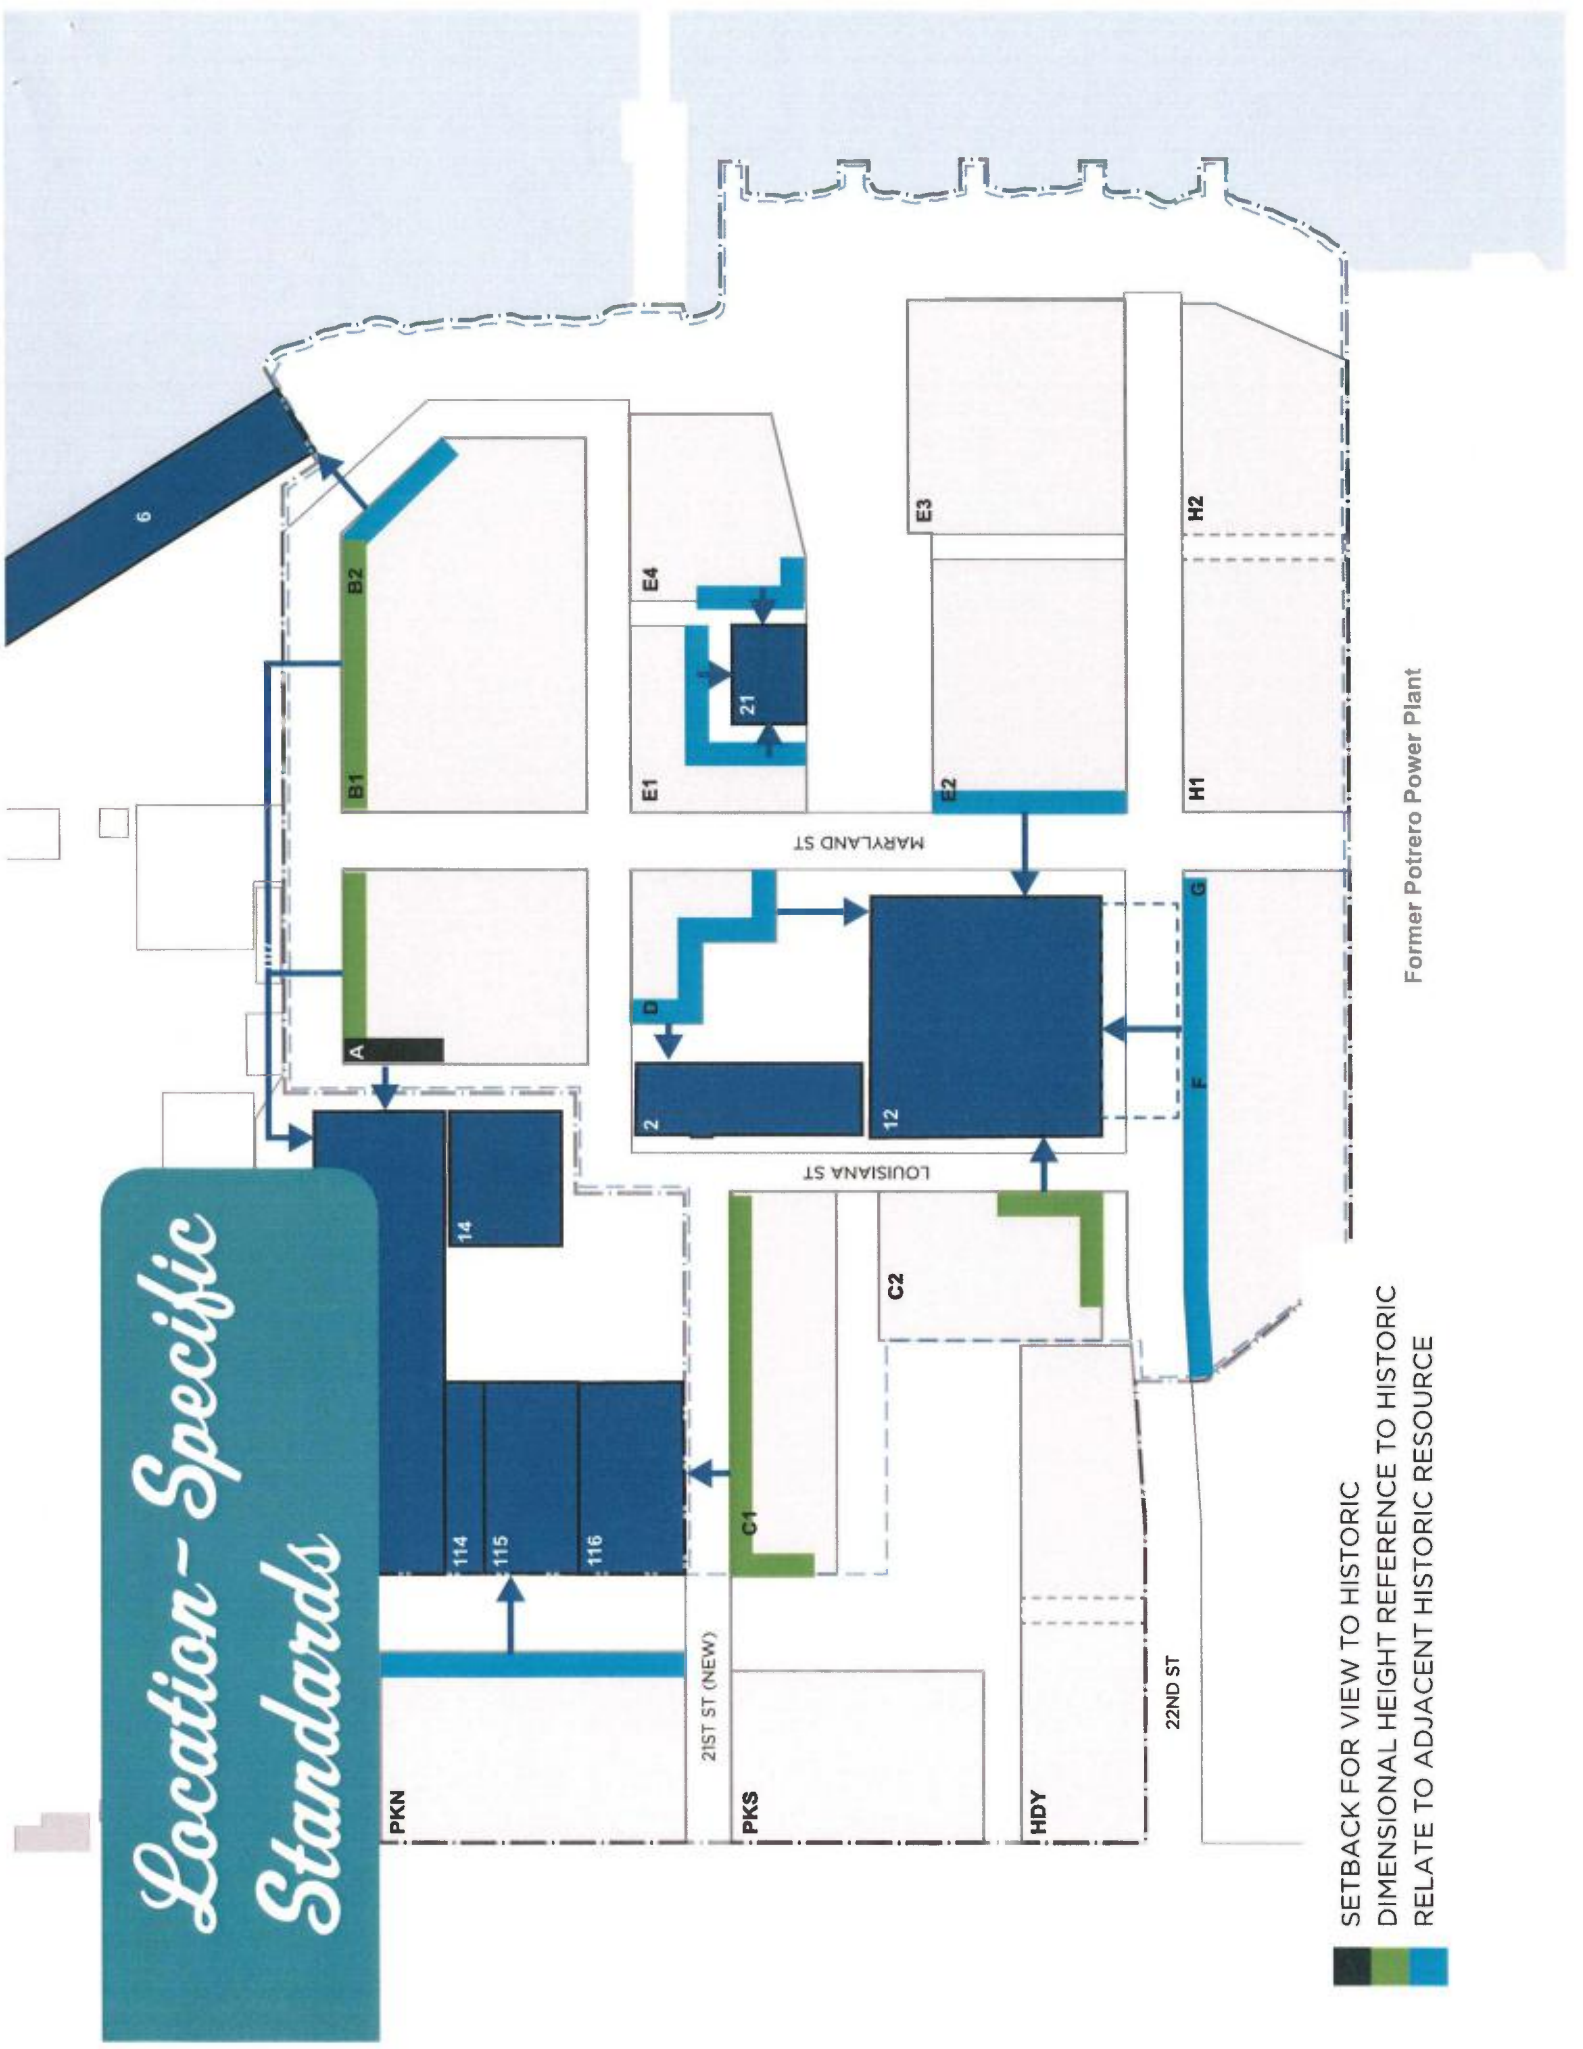 Location - Specific
Standards
6
B2
B1
A
E4
E1
21
E3
E2
H2
H1
MARYLAND ST
D
2
12
G
F
LOUISIANA ST
14
114
115
116
C2
C1
PKN
21ST ST (NEW)
PKS
HDY
22ND ST
Former Potrero Power Plant
SETBACK FOR VIEW TO HISTORIC
DIMENSIONAL HEIGHT REFERENCE TO HISTORIC
RELATE TO ADJACENT HISTORIC RESOURCE